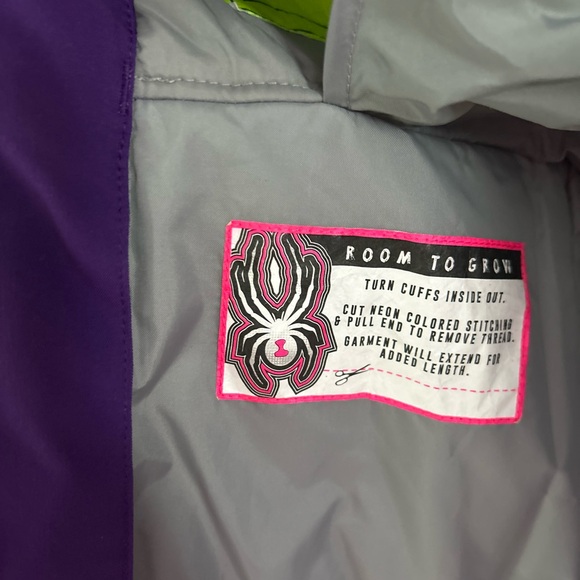 ROOM TO GROW
TURN CUFFS INSIDE OUT.
CUT NEON COLORED STITCHING
& PULL END TO REMOVE THREAD.
GARMENT WILL EXTEND FOR
ADDED LENGTH.